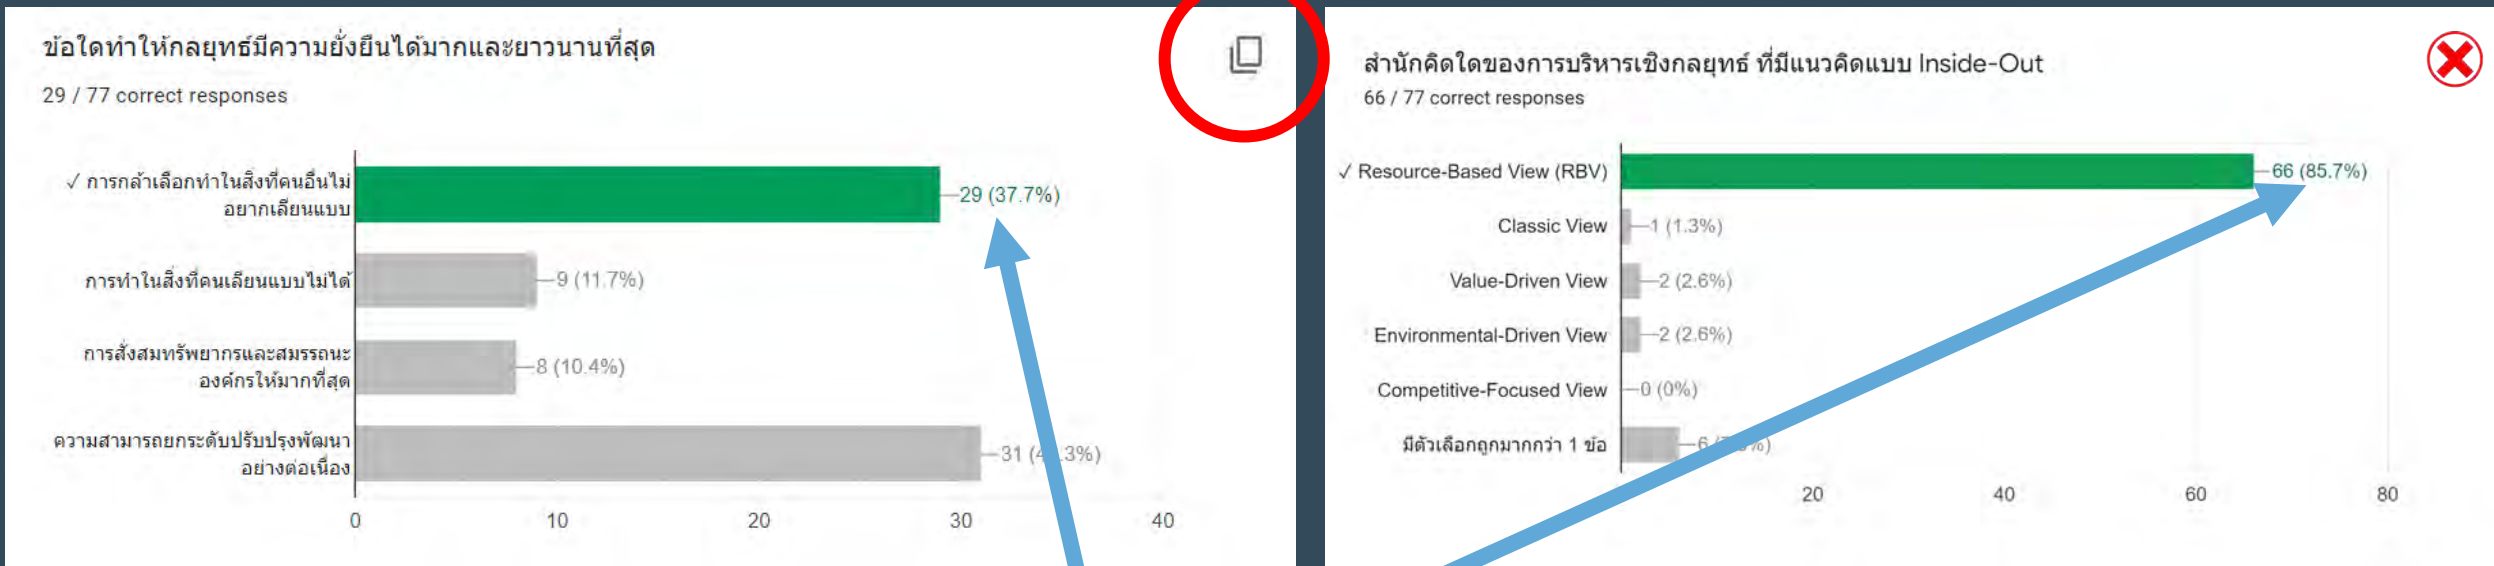 ข้อใดทำให้กลยุทธ์มีความยั่งยืนได้มากและยาวนานที่สุด
29 / 77 correct responses
✓ การกล้าเลือกทำในสิ่งที่คนอื่นไม่
อยากเลียนแบบ
29 (37.7%)
การทำในสิ่งที่คนเลียนแบบไม่ได้
9 (11.7%)
การสั่งสมทรัพยากรและสมรรถนะ
องค์กรให้มากที่สุด
8 (10.4%)
ความสามารถยกระดับปรับปรุงพัฒนา
อย่างต่อเนื่อง
31
0 10 20 30 40
สำนักคิดใดของการบริหารเชิงกลยุทธ์ ที่มีแนวคิดแบบ Inside-Out
66 / 77 correct responses
✓ Resource-Based View (RBV)
66 (85.7%)
Classic View
1 (1.3%)
Value-Driven View
2 (2.6%)
Environmental-Driven View
2 (2.6%)
Competitive-Focused View
0 (0%)
มีตัวเลือกถูกมากกว่า 1 ข้อ
6
20 40 60 80